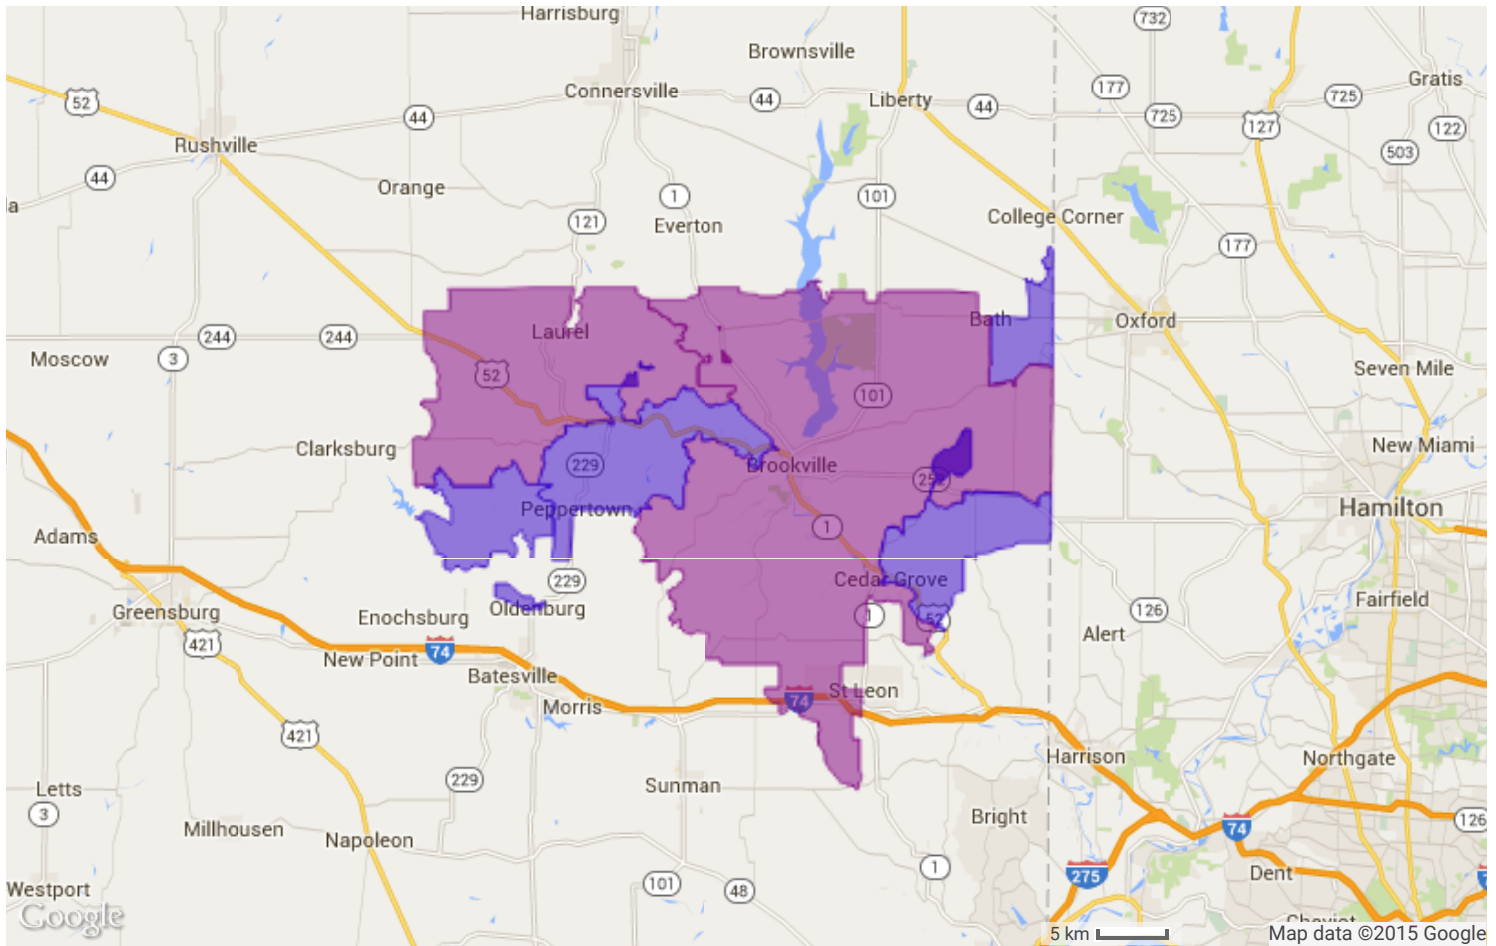 Harrisburg
732
Brownsville
Gratis
177
Connersville
725
52
44
Liberty
44
44
725
127
122
Rushville
503
44
Orange
a
1
101
121
Everton
College Corner
177
Laurel
Bath
Oxford
244
244
Moscow
3
52
Seven Mile
101
Clarksburg
229
Brookville
New Miami
252
Peppertown
Hamilton
1
Adams
229
Cedar Grove
Greensburg
Oldenburg
Fairfield
Enochsburg
1
52
126
421
New Point
74
Alert
Batesville
St Leon
74
Morris
421
Harrison
Northgate
229
Letts
Sunman
3
Bright
126
Millhousen
74
Napoleon
1
275
Dent
Westport
101
48
7
Google
Cheviot
5 km
Map data ©2015 Google